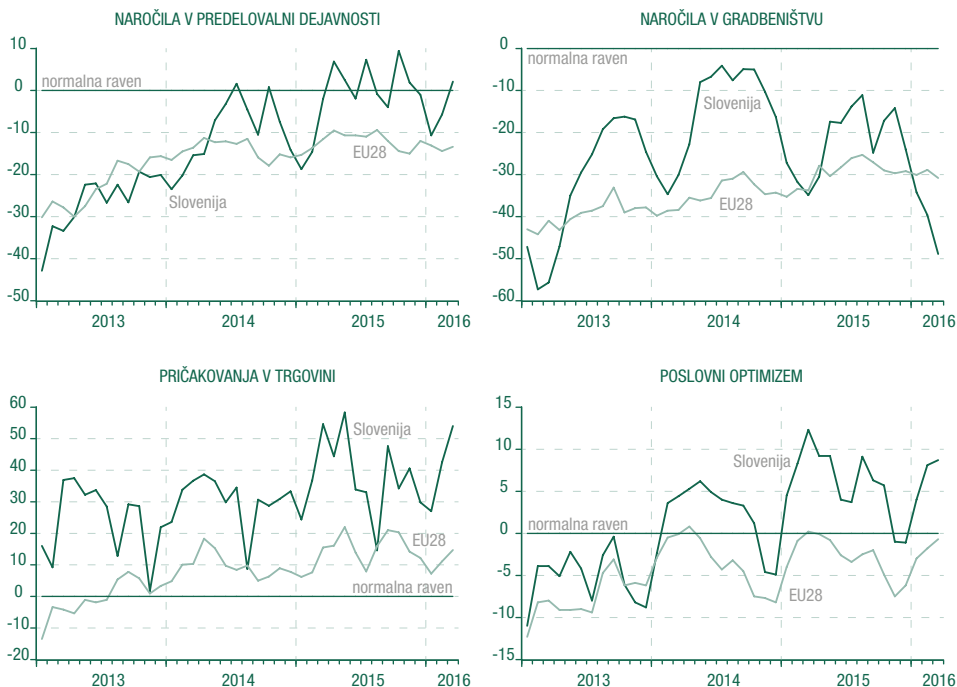 NAROČILA V PREDELOVALNI DEJAVNOSTI
10
0
-10
-20
-30
-40
-50
normalna raven
EU28
Slovenija
2013
2014
2015
2016
NAROČILA V GRADBENIŠTVU
0
-10
-20
-30
-40
-50
-60
normalna raven
Slovenija
EU28
2013
2014
2015
2016
PRIČAKOVANJA V TRGOVINI
60
50
40
30
20
10
0
-10
-20
Slovenija
EU28
normalna raven
2013
2014
2015
2016
POSLOVNI OPTIMIZEM
15
10
5
0
-5
-10
-15
Slovenija
normalna raven
EU28
2013
2014
2015
2016